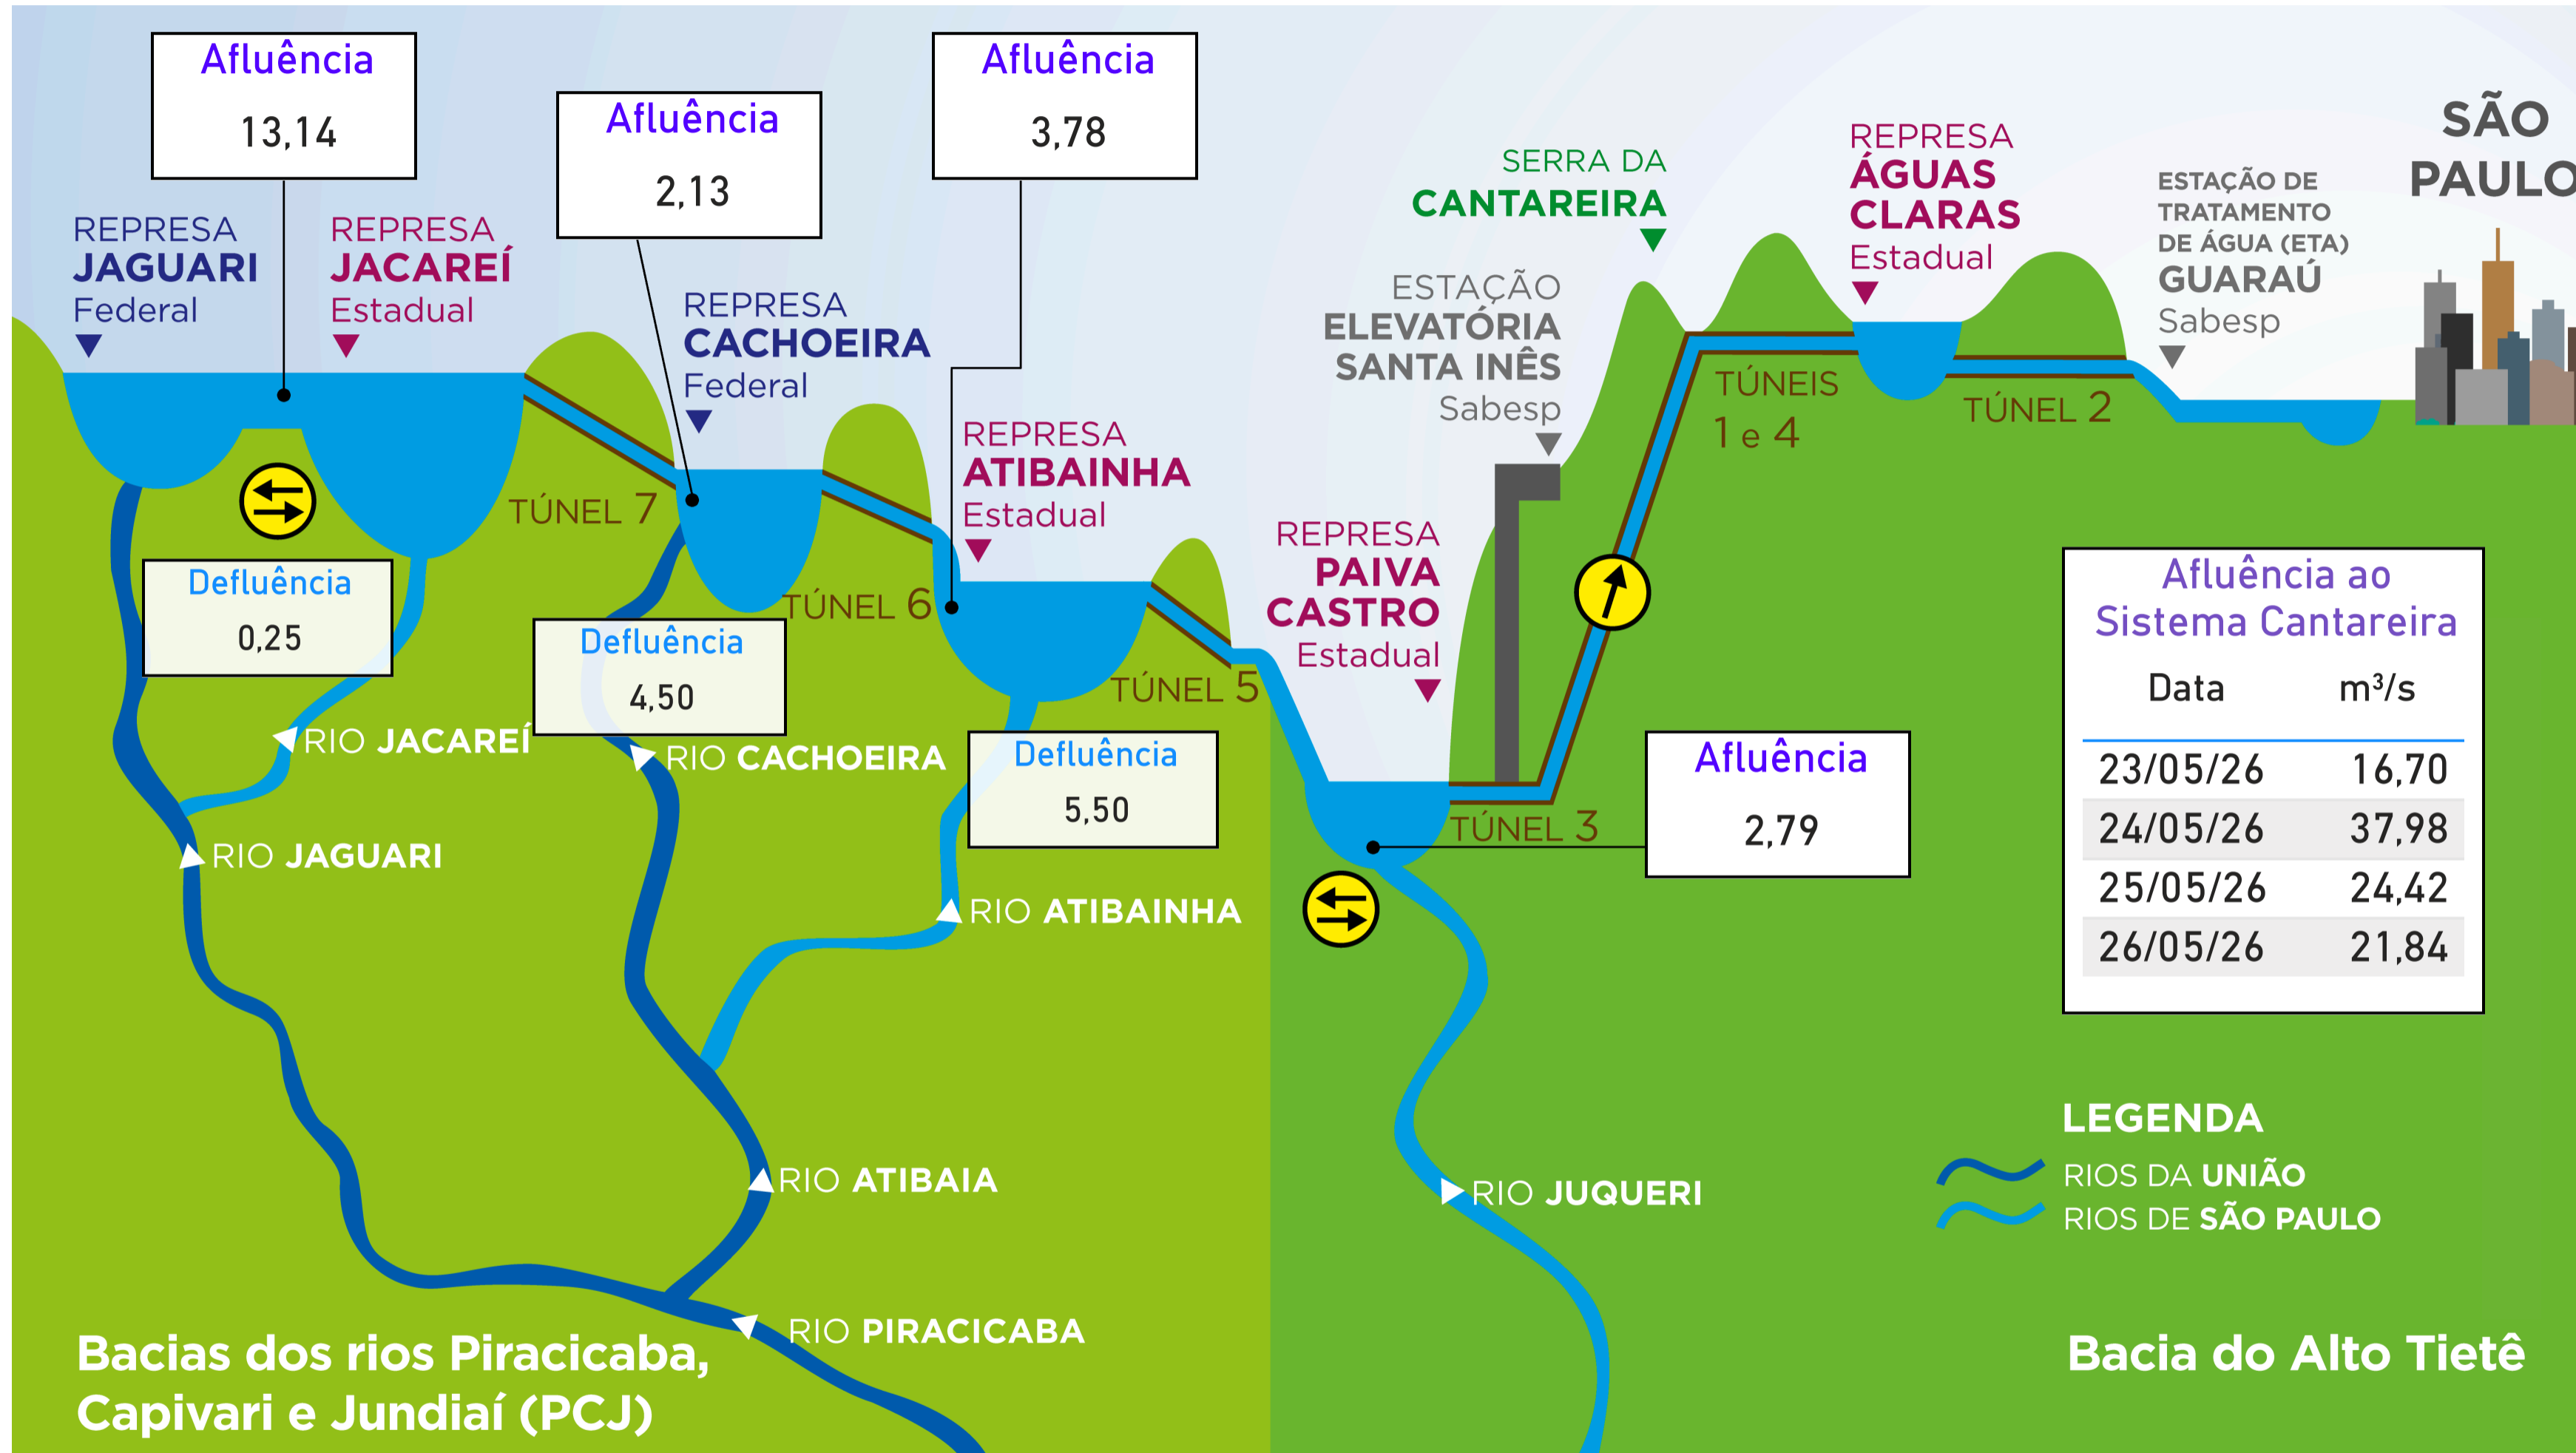 Afluência
13,14
Afluência
2,13
Afluência
3,78
REPRESA
JAGUARI
Federal
REPRESA
JACAREÍ
Estadual
REPRESA
CACHOEIRA
Federal
REPRESA
ATIBAINHA
Estadual
SERRA DA
CANTAREIRA
ESTAÇÃO
ELEVATÓRIA
SANTA INÊS
Sabesp
REPRESA
ÁGUAS
CLARAS
Estadual
ESTAÇÃO DE
TRATAMENTO
DE ÁGUA (ETA)
GUARAÚ
Sabesp
SÃO
PAULO
TÚNEIS
1 e 4
TÚNEL 2
TÚNEL 7
TÚNEL 6
TÚNEL 5
REPRESA
PAIVA
CASTRO
Estadual
TÚNEL 3
Defluência
0,25
Defluência
4,50
Defluência
5,50
Afluência
2,79
Afluência ao
Sistema Cantareira
Data m³/s
23/05/26 16,70
24/05/26 37,98
25/05/26 24,42
26/05/26 21,84
RIO JACAREÍ
RIO CACHOEIRA
RIO JAGUARI
RIO ATIBAINHA
RIO ATIBAIA
RIO JUQUERI
RIO PIRACICABA
LEGENDA
RIOS DA UNIÃO
RIOS DE SÃO PAULO
Bacias dos rios Piracicaba,
Capivari e Jundiaí (PCJ)
Bacia do Alto Tietê